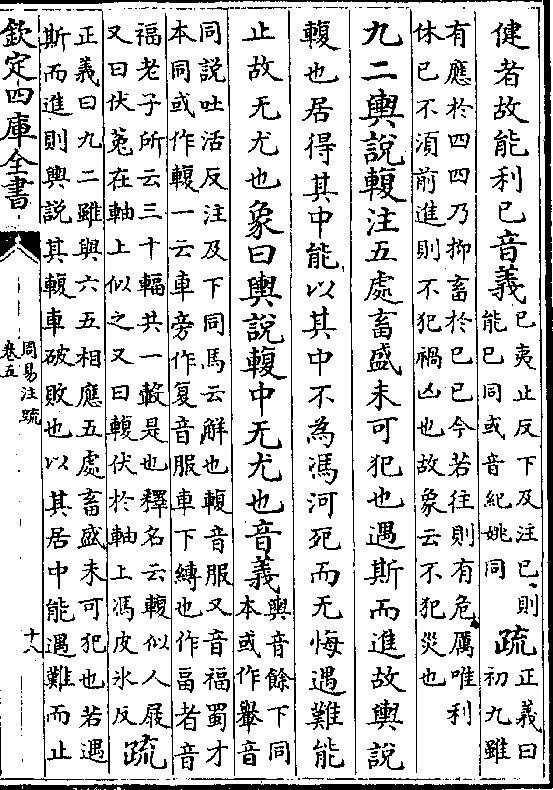 健者故能利已音義已夷止反下及注已則
能已同或音紀姚同疏正義曰
初九雖
有應於四四乃抑畜於已已今若往則有危厲唯利
休已不須前進則不犯禍凶也故象云不犯災也
九二輿説輹注五處畜盛未可犯也遇斯而進故輿説
輹也居得其中能以其中不為馮河死而无悔遇難能
止故无尤也象曰輿説輹中无尤也音義輿音餘下同
本或作轝音
同説吐活反注及下同馬云解也輹音服又音福蜀才
本同或作輹一云車旁作复音服車下縛也作畐者音
福老子所云三十輻共一轂是也釋名云輹似人屐
又曰伏菟在軸上似之又曰輹伏於軸上馮皮氷反疏
正義曰九二雖與六五相應五處畜盛未可犯也若遇
斯而進則輿説其輹車破敗也以其居中能遇難而止
欽定四庫全書
周易注疏
卷五
十六